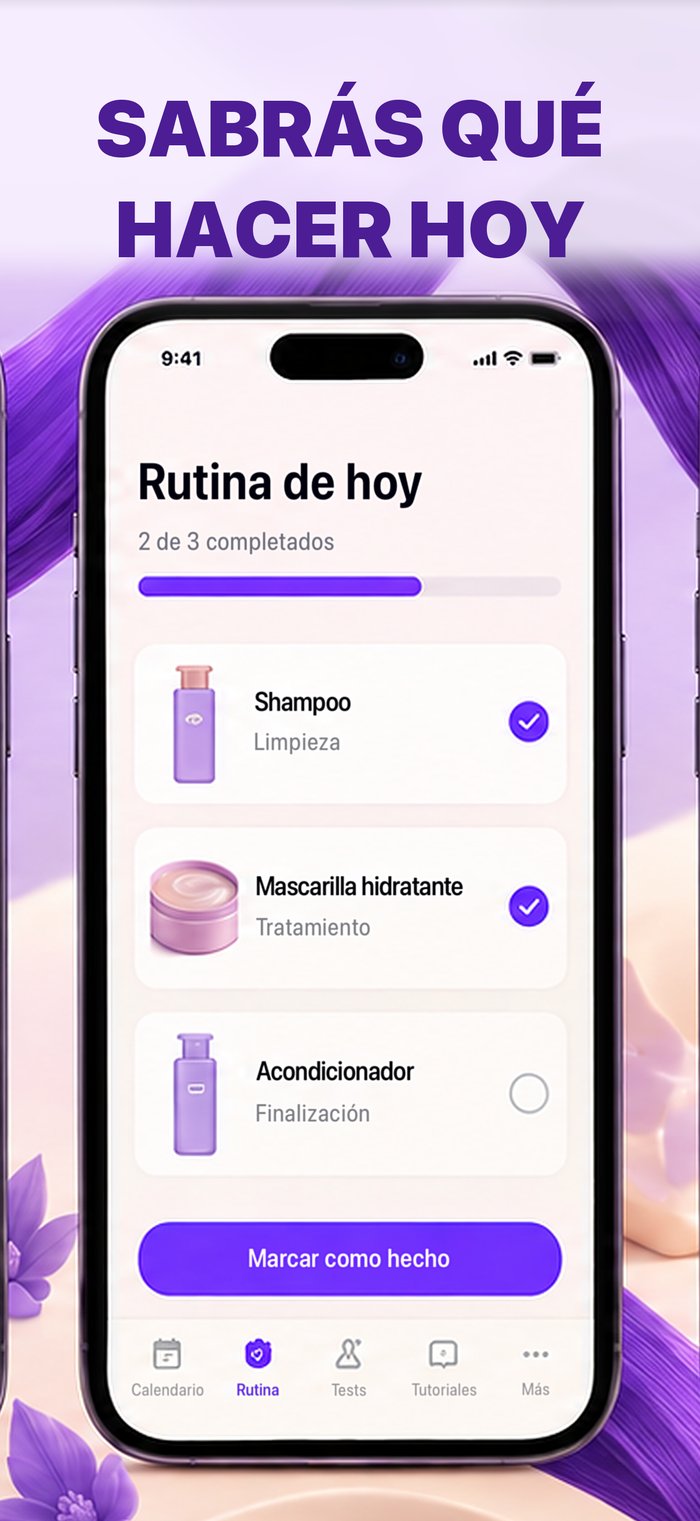 SABRÁS QUÉ
HACER HOY
9:41
Rutina de hoy
2 de 3 completados
Shampoo
Limpieza
Mascarilla hidratante
Tratamiento
Acondicionador
Finalización
Marcar como hecho
Calendario
Rutina
Tests
Tutoriales
Más